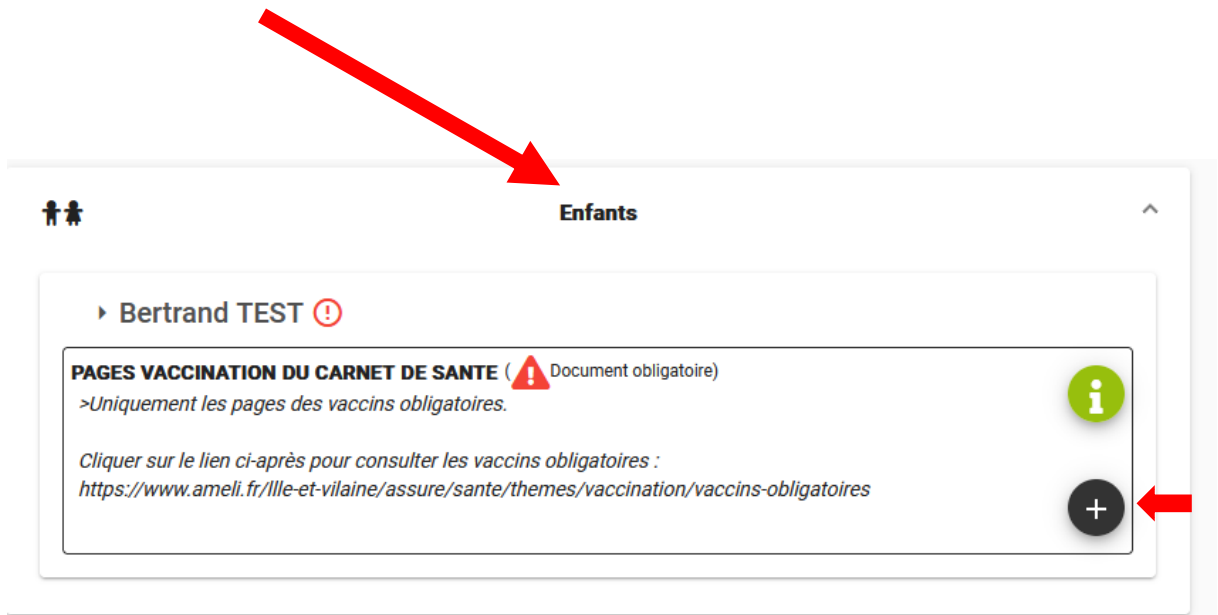 Enfants
Bertrand TEST
PAGES VACCINATION DU CARNET DE SANTE ( Document obligatoire)
>Uniquement les pages des vaccins obligatoires.
Cliquer sur le lien ci-après pour consulter les vaccins obligatoires :
https://www.ameli.fr/Ille-et-vilaine/assure/sante/themes/vaccination/vaccins-obligatoires